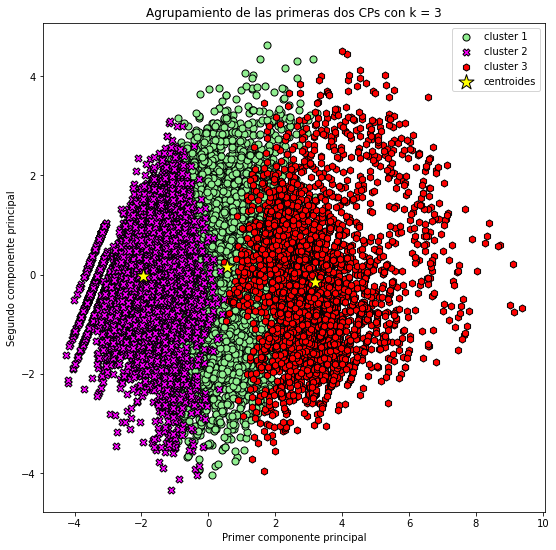 Agrupamiento de las primeras dos CPs con k = 3
cluster 1
cluster 2
cluster 3
centroides
Segundo componente principal
4
2
0
−2
−4
−4
−2
0
2
4
6
8
10
Primer componente principal